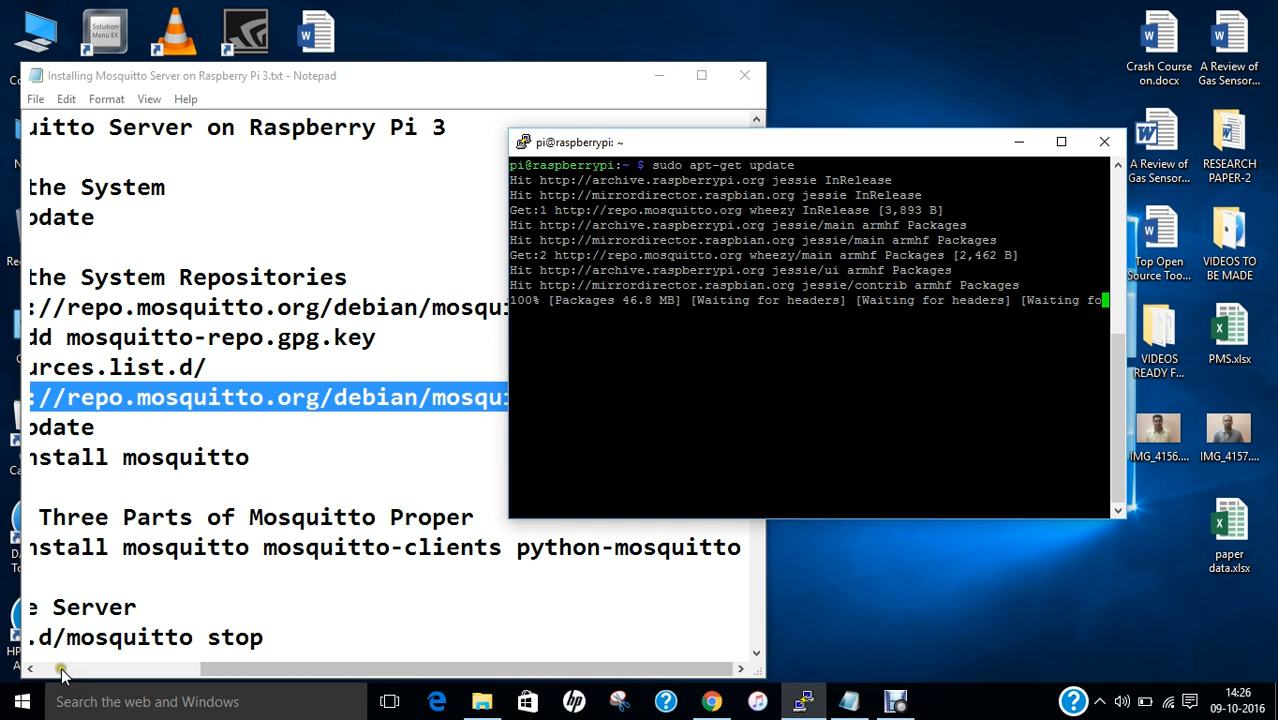 Solution
Menu EX
Installing Mosquitto Server on Raspberry Pi 3.txt - Notepad
File Edit Format View Help
uitto Server on Raspberry Pi 3
the System
pdate
the System Repositories
://repo.mosquitto.org/debian/mosqui
dd mosquitto-repo.gpg.key
urces.list.d/
://repo.mosquitto.org/debian/mosqui
pdate
nstall mosquitto
Three Parts of Mosquitto Proper
nstall mosquitto mosquitto-clients python-mosquitto
e Server
.d/mosquitto stop
pi@raspberrypi: ~
pi@raspberrypi:~ $ sudo apt-get update
Hit http://archive.raspberrypi.org jessie InRelease
Hit http://mirrordirector.raspbian.org jessie InRelease
Get:1 http://repo.mosquitto.org wheezy InRelease [3,893 B]
Hit http://archive.raspberrypi.org jessie/main armhf Packages
Hit http://mirrordirector.raspbian.org jessie/main armhf Packages
Get:2 http://repo.mosquitto.org wheezy/main armhf Packages [2,462 B]
Hit http://archive.raspberrypi.org jessie/ui armhf Packages
Hit http://mirrordirector.raspbian.org jessie/contrib armhf Packages
100% [Packages 46.8 MB] [Waiting for headers] [Waiting for headers] [Waiting fo
Crash Course
on.docx
A Review of
Gas Sensor...
A Review of
Gas Sensor...
RESEARCH
PAPER-2
Top Open
Source Too...
VIDEOS TO
BE MADE
VIDEOS
READY F...
PMS.xlsx
IMG_4156....
IMG_4157....
paper
data.xlsx
Search the web and Windows
14:26
09-10-2016